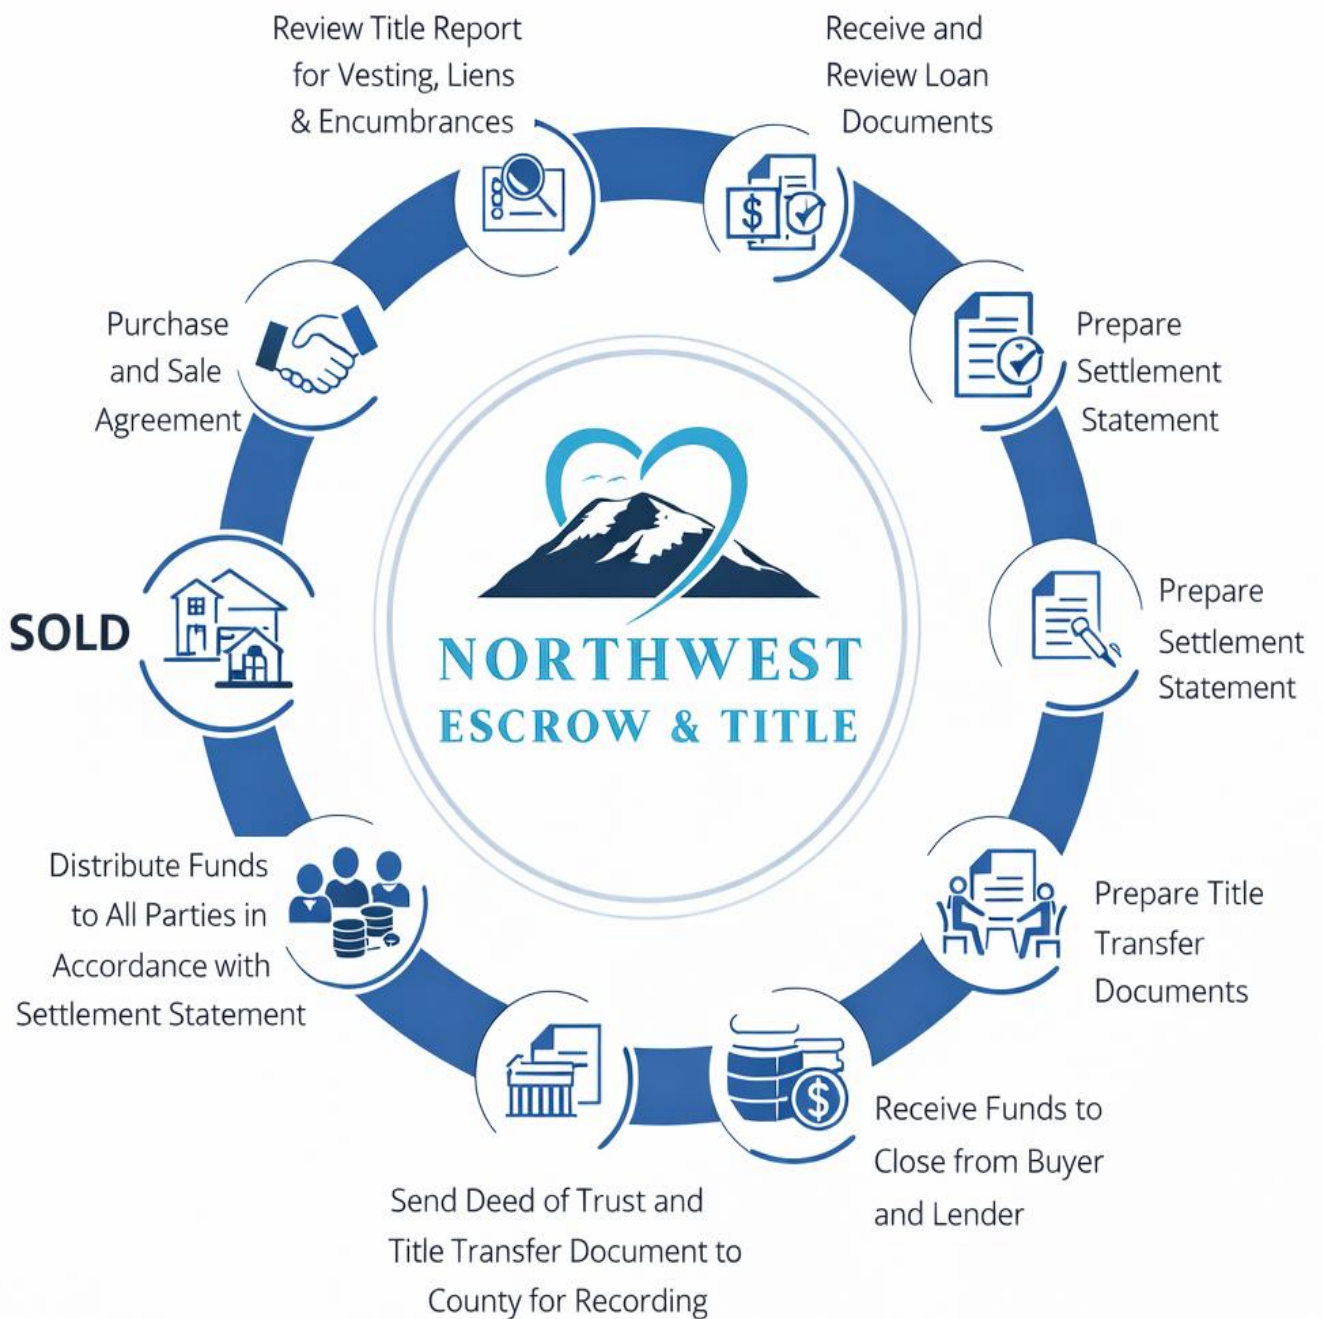 Review Title Report
for Vesting, Liens
& Encumbrances
Receive and
Review Loan
Documents
Purchase
and Sale
Agreement
Prepare
Settlement
Statement
SOLD
NORTHWEST
ESCROW & TITLE
Prepare
Settlement
Statement
Distribute Funds
to All Parties in
Accordance with
Settlement Statement
Prepare Title
Transfer
Documents
Receive Funds to
Close from Buyer
and Lender
Send Deed of Trust and
Title Transfer Document to
County for Recording
$
$